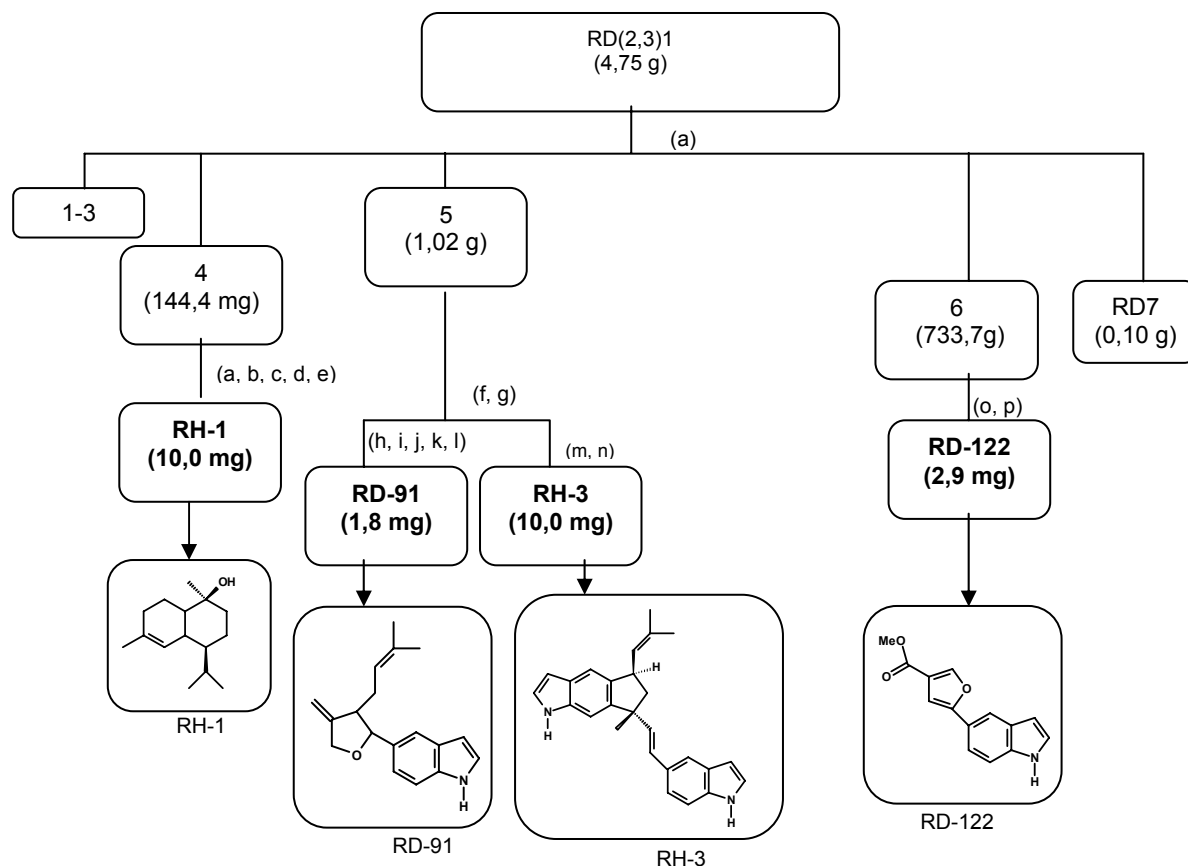 RD(2,3)1
(4,75 g)
(a)
1-3
4
(144,4 mg)
5
(1,02 g)
6
(733,7g)
RD7
(0,10 g)
(a, b, c, d, e)
(f, g)
(o, p)
(h, i, j, k, l)
(m, n)
RH-1
(10,0 mg)
RD-91
(1,8 mg)
RH-3
(10,0 mg)
RD-122
(2,9 mg)
OH
RH-1
O
N
H
RD-91
H
N
H
N
H
RH-3
MeO
O
O
N
H
RD-122